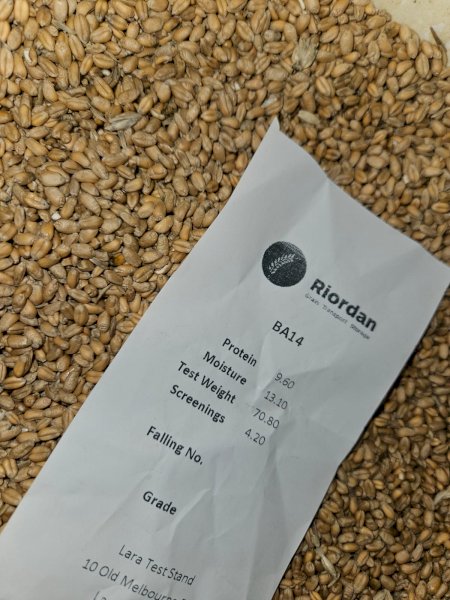 Riordan
Grain Transport Storage
BA14
Protein 9.60
Moisture 13.10
Test Weight 70.80
Screenings 4.20
Falling No.
Grade
Lara Test Stand
10 Old Melbourne